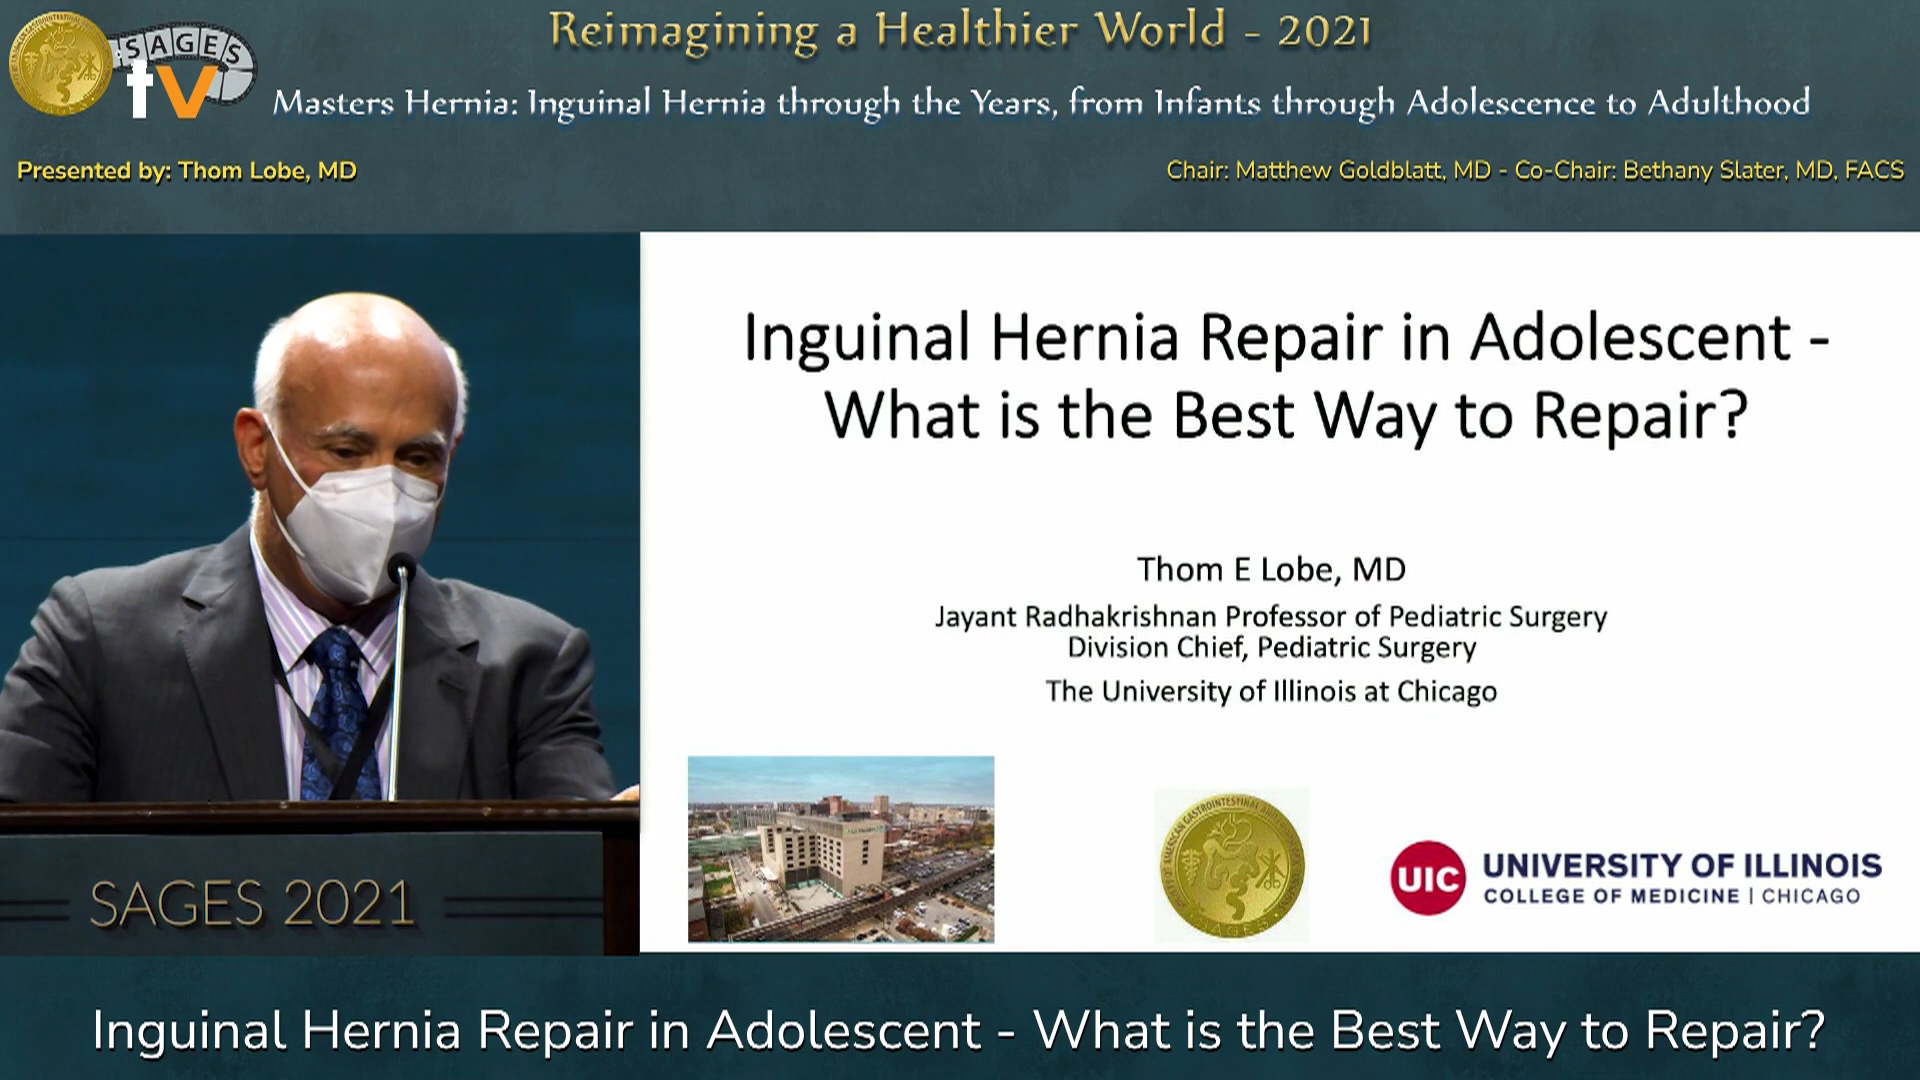 SAGES
tv
Reimagining a Healthier World - 2021
Masters Hernia: Inguinal Hernia through the Years, from Infants through Adolescence to Adulthood
Presented by: Thom Lobe, MD
Chair: Matthew Goldblatt, MD - Co-Chair: Bethany Slater, MD, FACS
Inguinal Hernia Repair in Adolescent -
What is the Best Way to Repair?
Thom E Lobe, MD
Jayant Radhakrishnan Professor of Pediatric Surgery
Division Chief, Pediatric Surgery
The University of Illinois at Chicago
SAGES
UIC
UNIVERSITY OF ILLINOIS
COLLEGE OF MEDICINE | CHICAGO
SAGES 2021
Inguinal Hernia Repair in Adolescent - What is the Best Way to Repair?